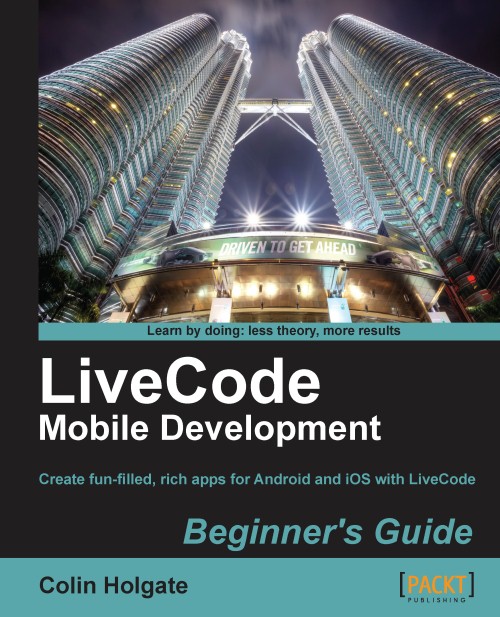 DRIVEN TO GET AHEAD
Learn by doing: less theory, more results
LiveCode
Mobile Development
Create fun-filled, rich apps for Android and iOS with LiveCode
Beginner's Guide
Colin Holgate
[PACKT]
PUBLISHING